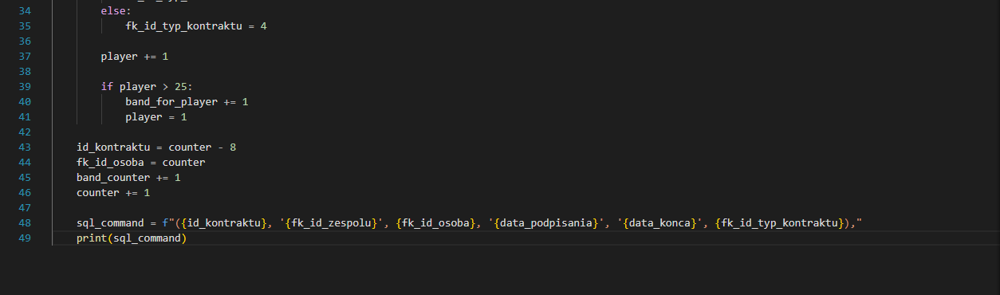 34 else:
35 fk_id_typ_kontraktu = 4
36
37 player += 1
38
39 if player > 25:
40 band_for_player += 1
41 player = 1
42
43 id_kontraktu = counter - 8
44 fk_id_osoba = counter
45 band_counter += 1
46 counter += 1
47
48 sql_command = f"({id_kontraktu}, '{fk_id_zespolu}', {fk_id_osoba}, '{data_podpisania}', '{data_konca}', {fk_id_typ_kontraktu}),"
49 print(sql_command)